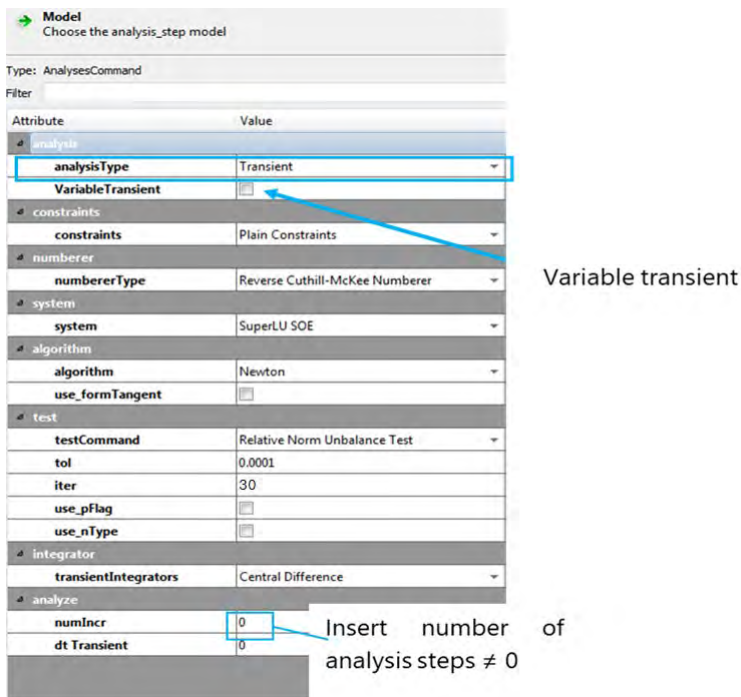 Model
Choose the analysis_step model
Type: AnalysesCommand
Filter
Attribute Value
analysis
analysisType Transient
VariableTransient
constraints
constraints Plain Constraints
numberer
numbererType Reverse Cuthill-McKee Numberer
system
system SuperLU SOE
algorithm
algorithm Newton
use_formTangent
test
testCommand Relative Norm Unbalance Test
tol 0.0001
iter 30
use_pFlag
use_nType
integrator
transientIntegrators Central Difference
analyze
numIncr 0
dt Transient 0
Variable transient
Insert number of
analysis steps ≠ 0